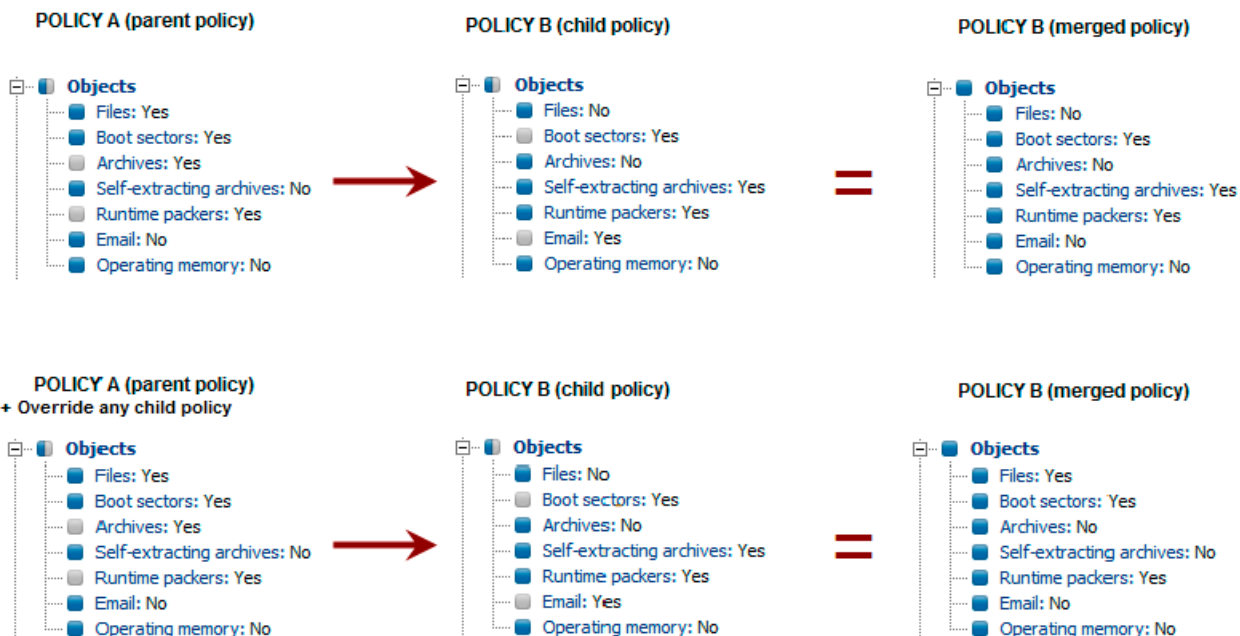 POLICY A (parent policy)
Objects
Files: Yes
Boot sectors: Yes
Archives: Yes
Self-extracting archives: No
Runtime packers: Yes
Email: No
Operating memory: No
POLICY B (child policy)
Objects
Files: No
Boot sectors: Yes
Archives: No
Self-extracting archives: Yes
Runtime packers: Yes
Email: Yes
Operating memory: No
=
POLICY B (merged policy)
Objects
Files: No
Boot sectors: Yes
Archives: No
Self-extracting archives: Yes
Runtime packers: Yes
Email: No
Operating memory: No
POLICY A (parent policy)
+ Override any child policy
Objects
Files: Yes
Boot sectors: Yes
Archives: Yes
Self-extracting archives: No
Runtime packers: Yes
Email: No
Operating memory: No
POLICY B (child policy)
Objects
Files: No
Boot sectors: Yes
Archives: No
Self-extracting archives: Yes
Runtime packers: Yes
Email: Yes
Operating memory: No
=
POLICY B (merged policy)
Objects
Files: Yes
Boot sectors: Yes
Archives: No
Self-extracting archives: No
Runtime packers: Yes
Email: No
Operating memory: No